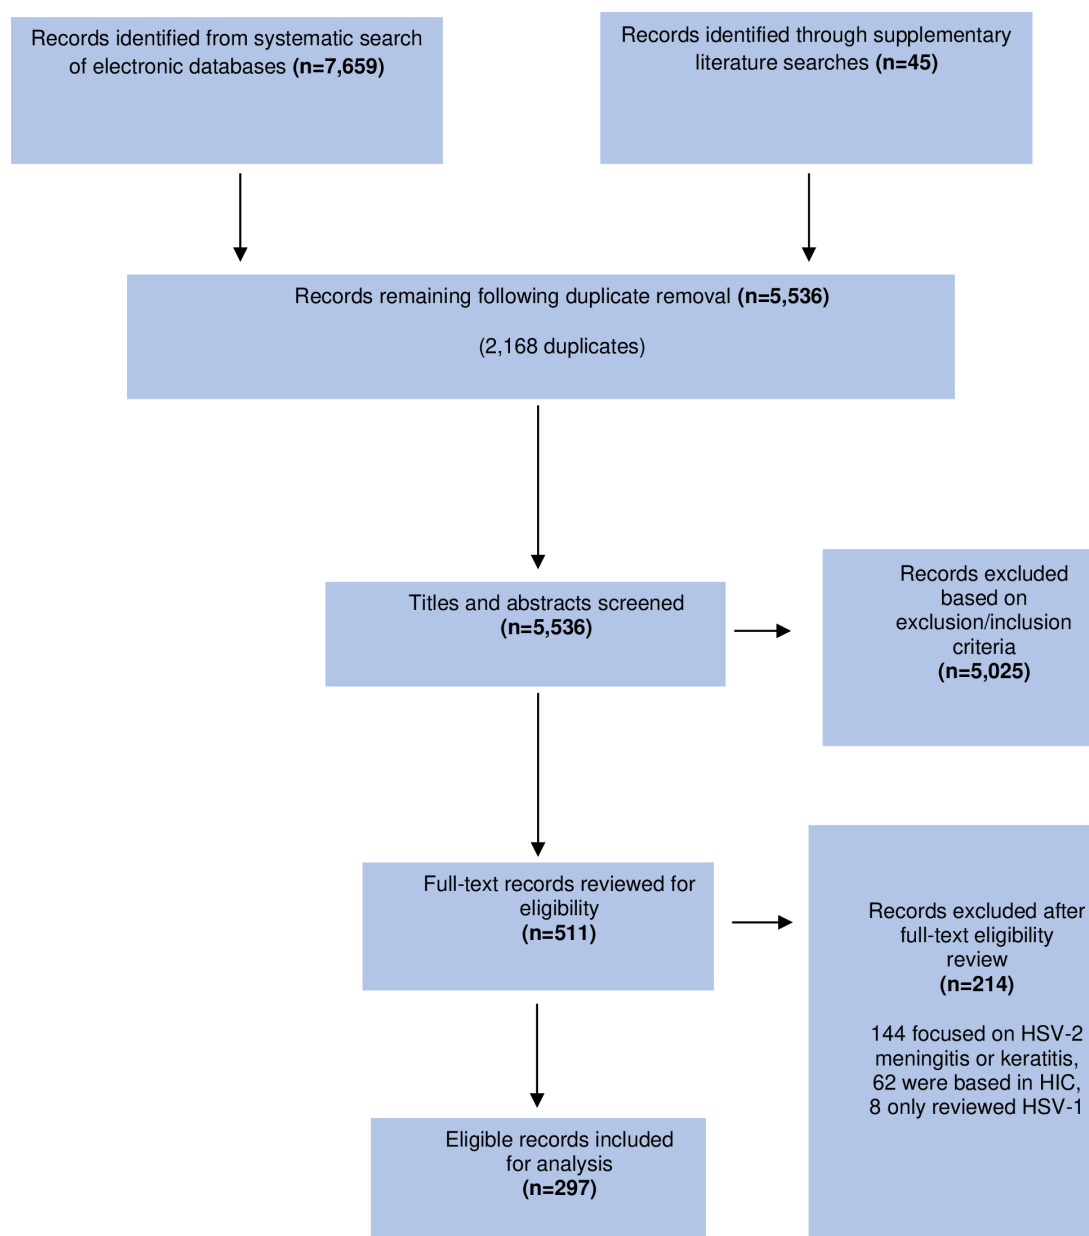 Records identified from systematic search
of electronic databases (n=7,659)
Records identified through supplementary
literature searches (n=45)
Records remaining following duplicate removal (n=5,536)
(2,168 duplicates)
Titles and abstracts screened
(n=5,536)
Records excluded
based on
exclusion/inclusion
criteria
(n=5,025)
Full-text records reviewed for
eligibility
(n=511)
Records excluded after
full-text eligibility
review
(n=214)
144 focused on HSV-2
meningitis or keratitis,
62 were based in HIC,
8 only reviewed HSV-1
Eligible records included
for analysis
(n=297)